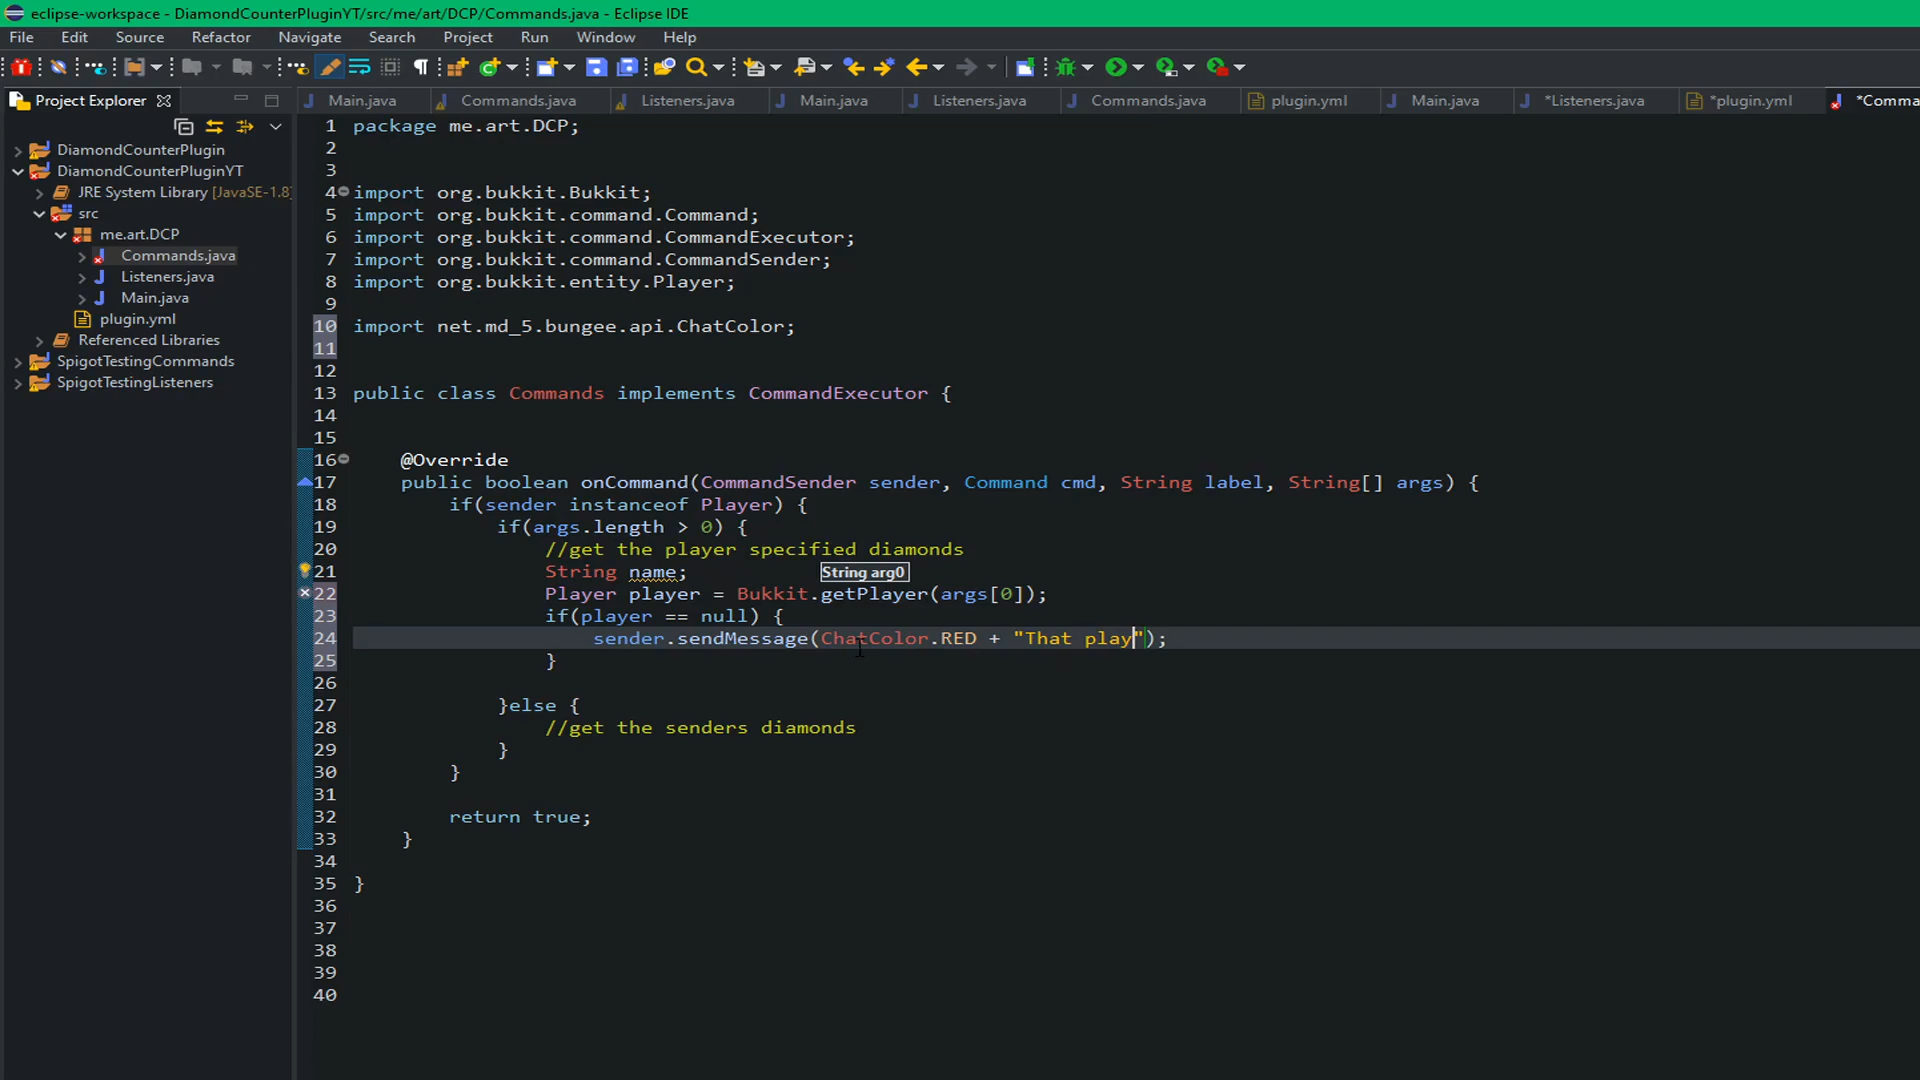 eclipse-workspace - DiamondCounterPluginYT/src/me/art/DCP/Commands.java - Eclipse IDE
File Edit Source Refactor Navigate Search Project Run Window Help
Project Explorer
Main.java Commands.java Listeners.java Main.java Listeners.java Commands.java plugin.yml Main.java *Listeners.java *plugin.yml *Comma
DiamondCounterPlugin
DiamondCounterPluginYT
JRE System Library [JavaSE-1.8]
src
me.art.DCP
Commands.java
Listeners.java
Main.java
plugin.yml
Referenced Libraries
SpigotTestingCommands
SpigotTestingListeners
1 package me.art.DCP;
2
3
4 import org.bukkit.Bukkit;
5 import org.bukkit.command.Command;
6 import org.bukkit.command.CommandExecutor;
7 import org.bukkit.command.CommandSender;
8 import org.bukkit.entity.Player;
9
10 import net.md_5.bungee.api.ChatColor;
11
12
13 public class Commands implements CommandExecutor {
14
15
16 @Override
17 public boolean onCommand(CommandSender sender, Command cmd, String label, String[] args) {
18 if(sender instanceof Player) {
19 if(args.length > 0) {
20 //get the player specified diamonds
21 String name; String arg0
22 Player player = Bukkit.getPlayer(args[0]);
23 if(player == null) {
24 sender.sendMessage(ChatColor.RED + "That play");
25 }
26
27 }else {
28 //get the senders diamonds
29 }
30 }
31
32 return true;
33 }
34
35 }
36
37
38
39
40